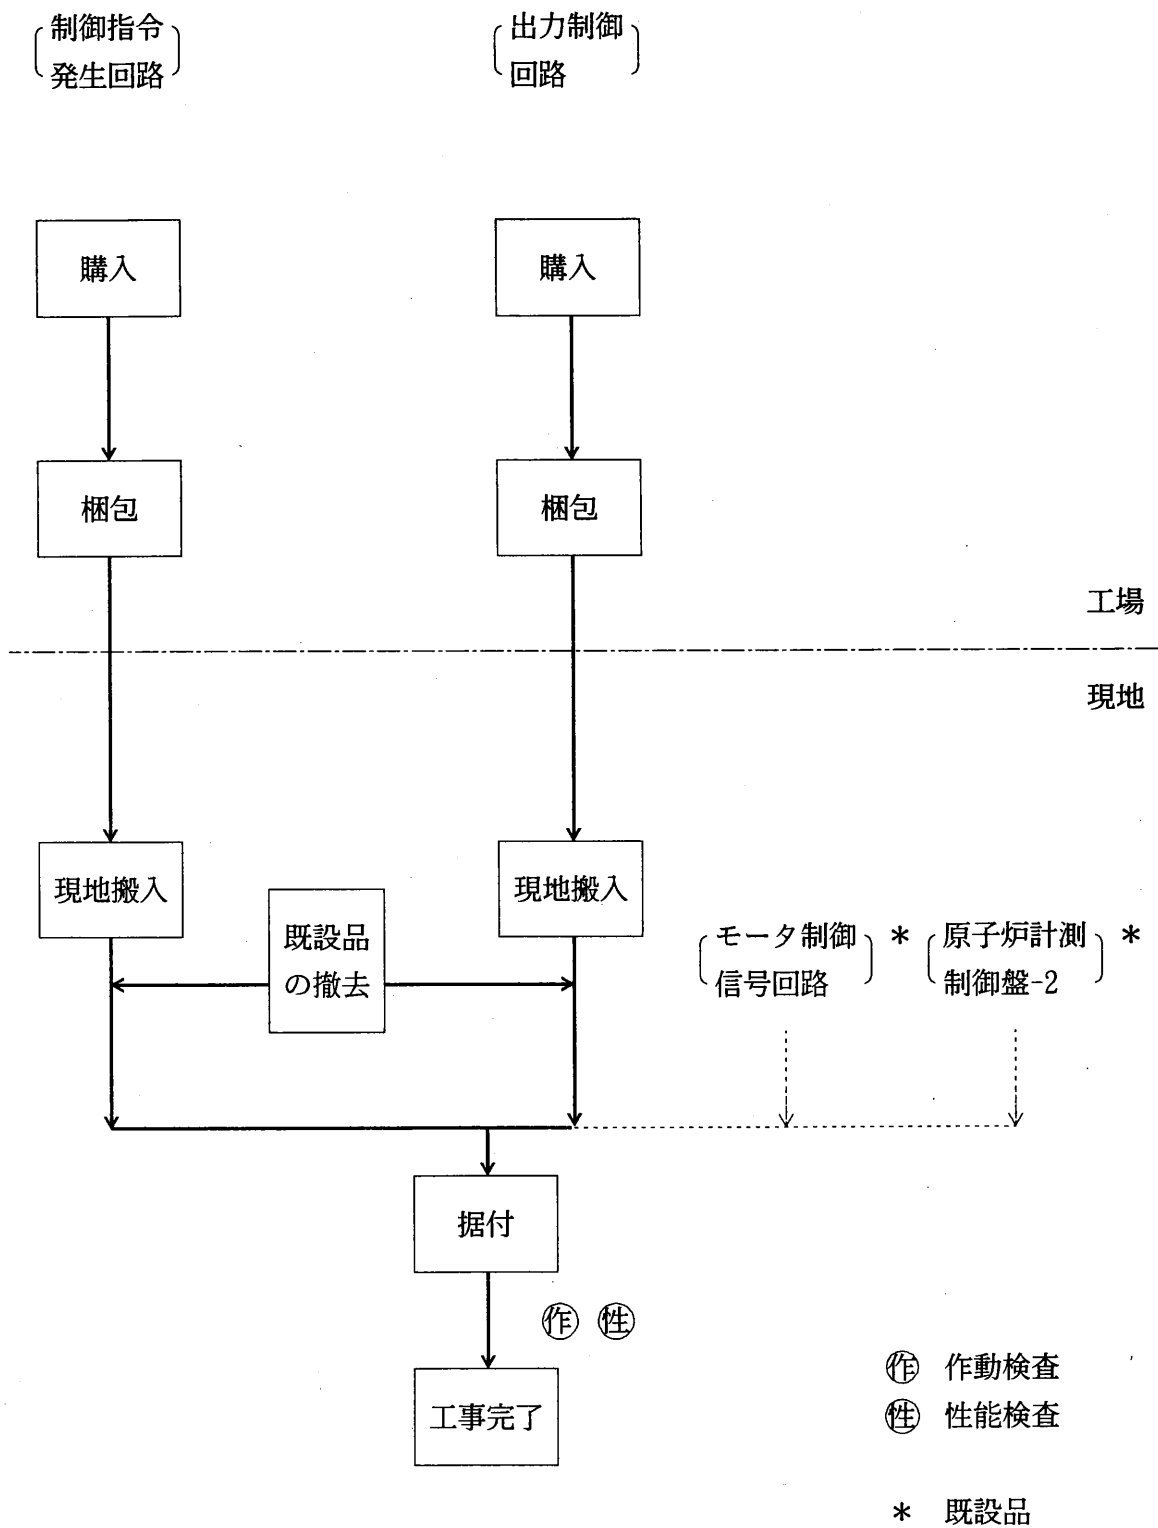 制御指令
発生回路
出力制御
回路
購入
購入
梱包
梱包
工場
現地
現地搬入
現地搬入
既設品
の撤去
モータ制御
信号回路
*
原子炉計測
制御盤-2
*
据付
作 性
工事完了
作 作動検査
性 性能検査
* 既設品